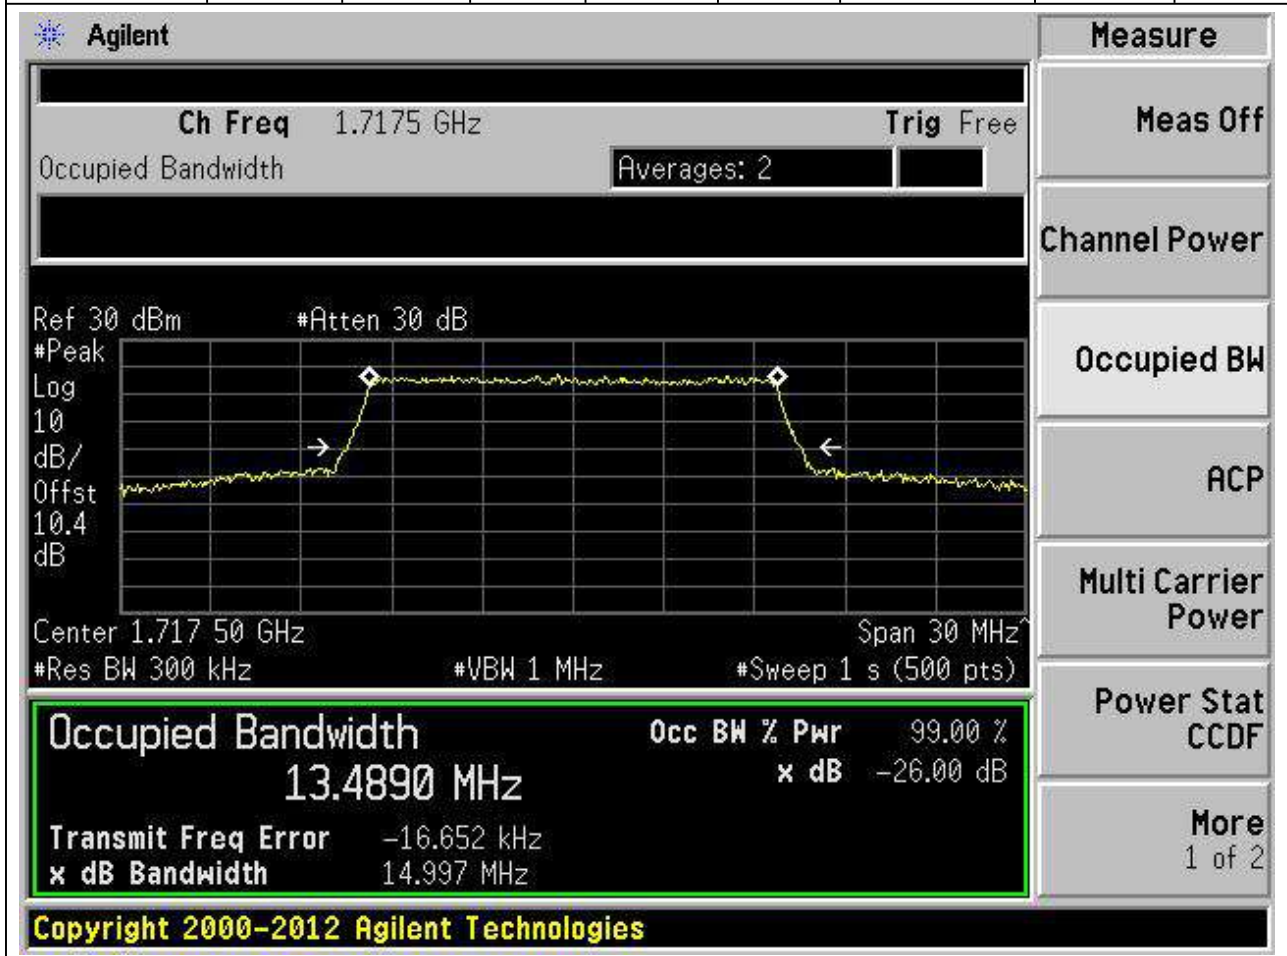 Agilent
Measure
Ch Freq 1.7175 GHz Trig Free
Occupied Bandwidth Averages: 2
Meas Off
Channel Power
Occupied BW
ACP
Multi Carrier
Power
Power Stat
CCDF
More
1 of 2
Ref 30 dBm #Atten 30 dB
#Peak
Log
10
dB/
Offst
10.4
dB
Center 1.717 50 GHz Span 30 MHz^
#Res BW 300 kHz #VBW 1 MHz #Sweep 1 s (500 pts)
Occupied Bandwidth Occ BW % Pwr 99.00 %
13.4890 MHz x dB -26.00 dB
Transmit Freq Error -16.652 kHz
x dB Bandwidth 14.997 MHz
Copyright 2000-2012 Agilent Technologies